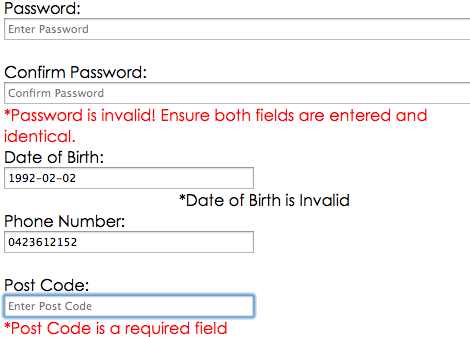 Password:
Enter Password
Confirm Password:
Confirm Password
*Password is invalid! Ensure both fields are entered and
identical.
Date of Birth:
1992-02-02
*Date of Birth is Invalid
Phone Number:
0423612152
Post Code:
Enter Post Code
*Post Code is a required field